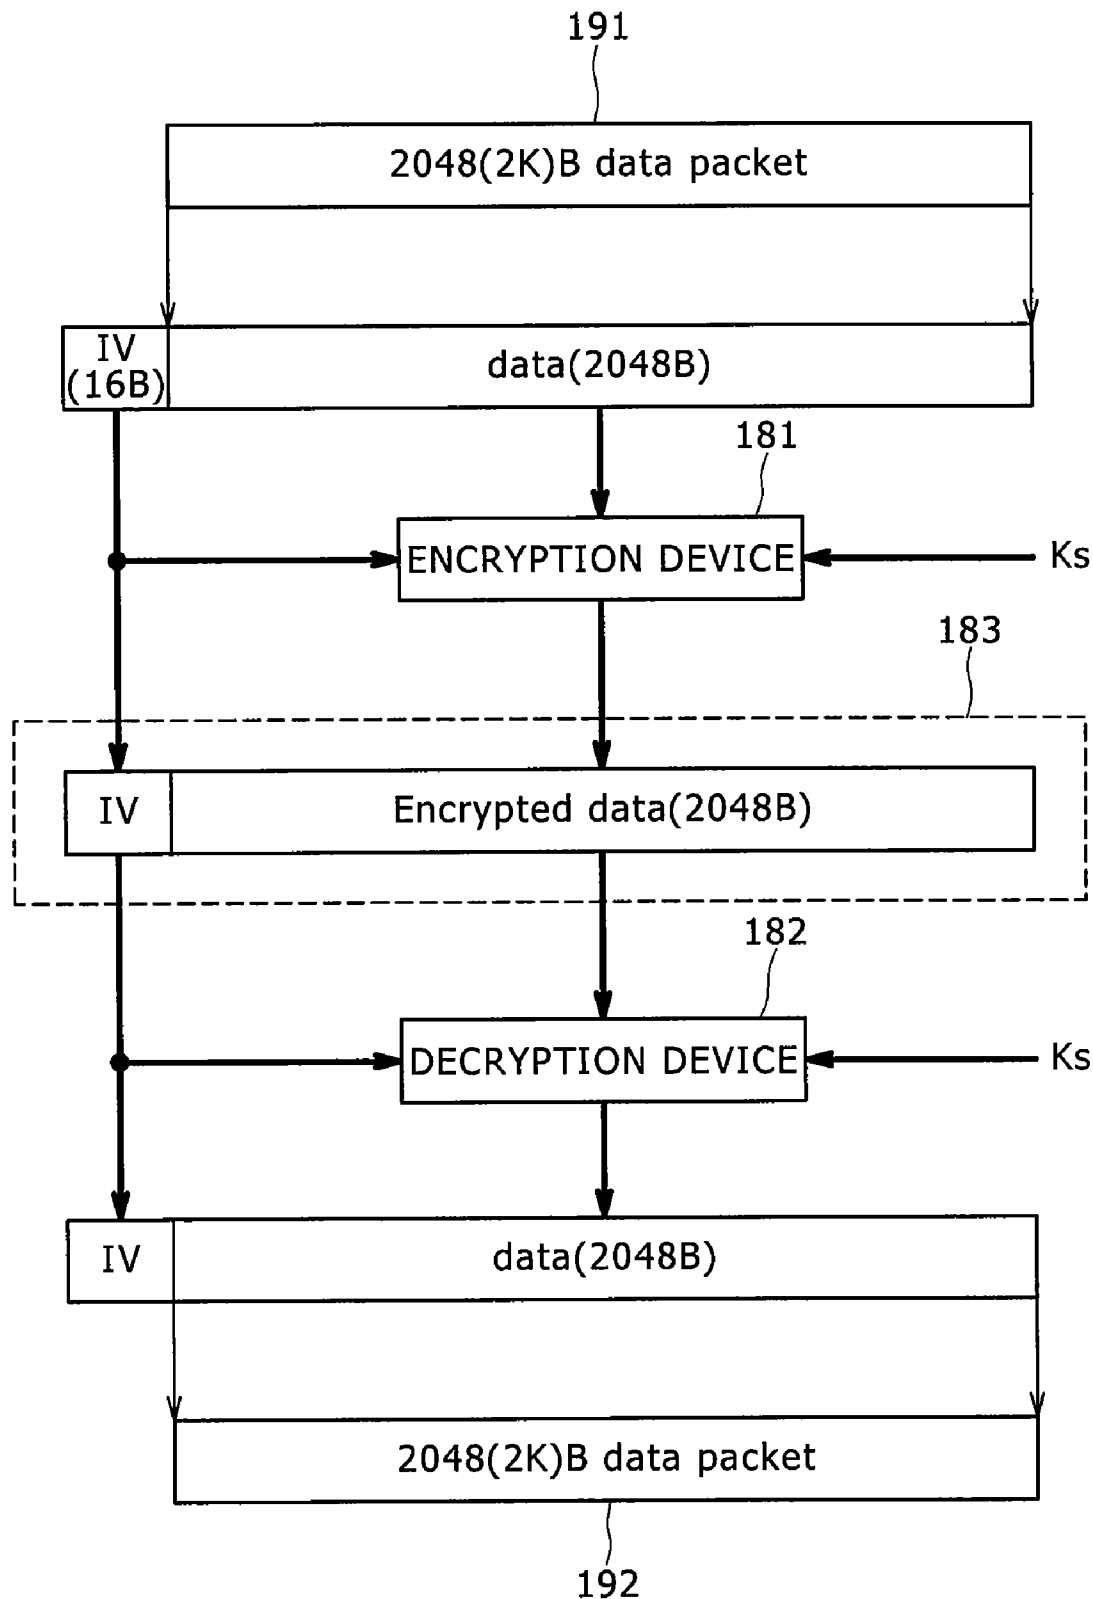 191
2048(2K)B data packet
IV
(16B)
data(2048B)
181
ENCRYPTION DEVICE
Ks
183
IV
Encrypted data(2048B)
182
DECRYPTION DEVICE
Ks
IV
data(2048B)
2048(2K)B data packet
192